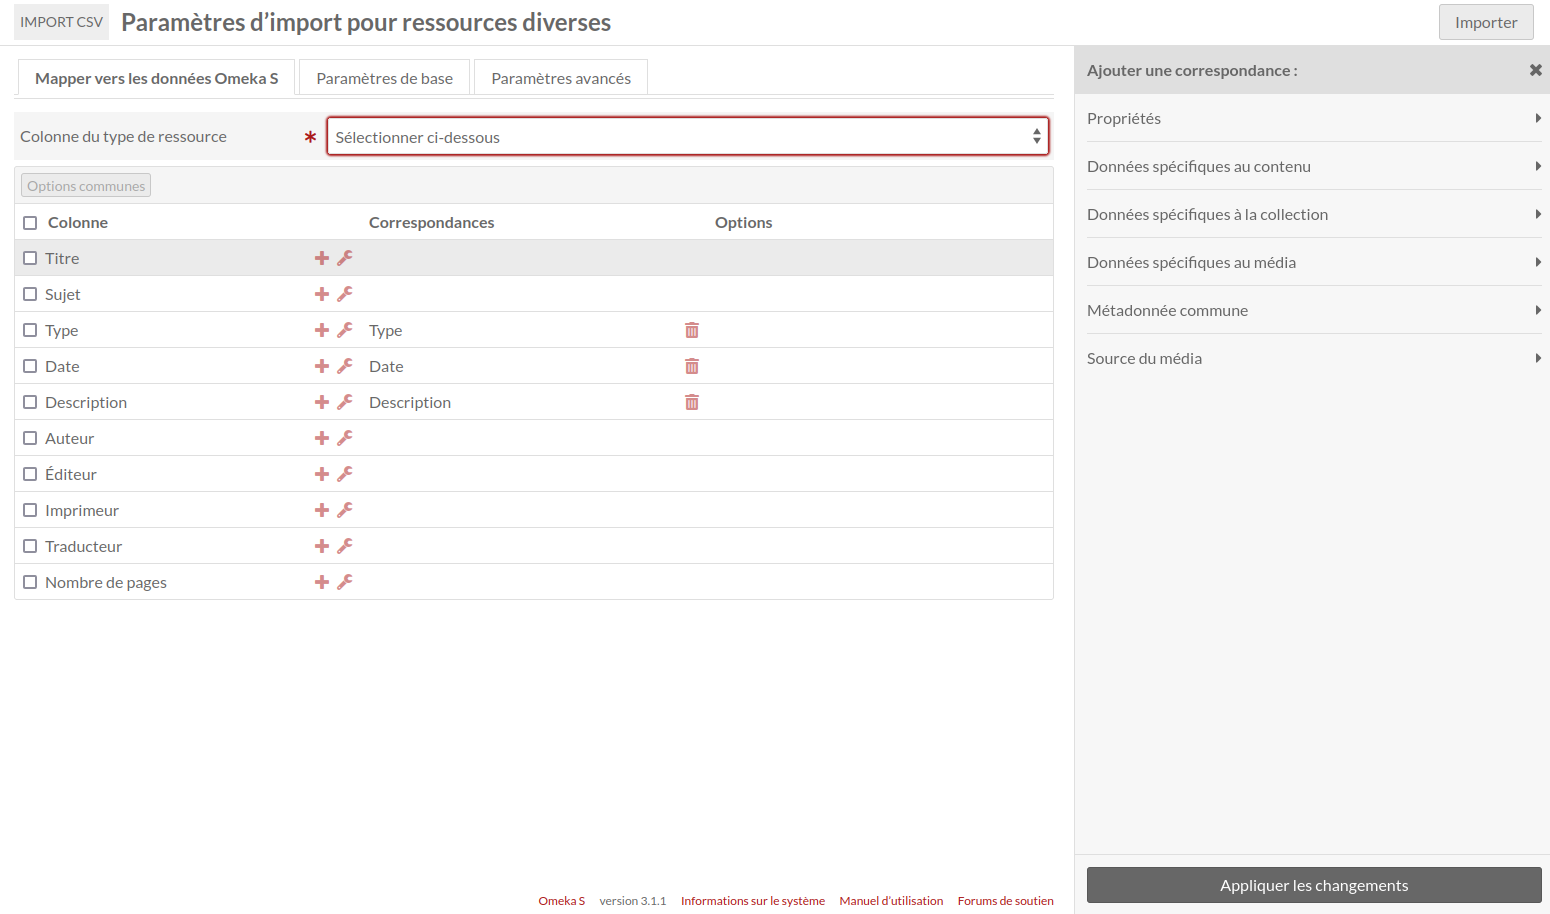 IMPORT CSV Paramètres d’import pour ressources diverses
Importer
Mapper vers les données Omeka S
Paramètres de base
Paramètres avancés
Colonne du type de ressource
Sélectionner ci-dessous
Options communes
Colonne Correspondances Options
Titre
Sujet
Type Type
Date Date
Description Description
Auteur
Éditeur
Imprimeur
Traducteur
Nombre de pages
Ajouter une correspondance :
Propriétés
Données spécifiques au contenu
Données spécifiques à la collection
Données spécifiques au média
Métadonnée commune
Source du média
Appliquer les changements
Omeka S version 3.1.1 Informations sur le système Manuel d’utilisation Forums de soutien